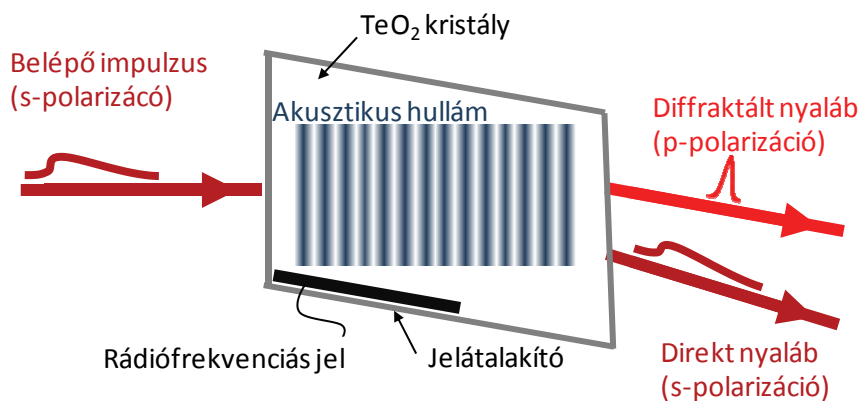 TeO₂ kristály
Belépő impulzus
(s-polarizácó)
Akusztikus hullám
Diffraktált nyaláb
(p-polarizáció)
Rádiófrekvenciás jel
Jelátalakító
Direkt nyaláb
(s-polarizáció)